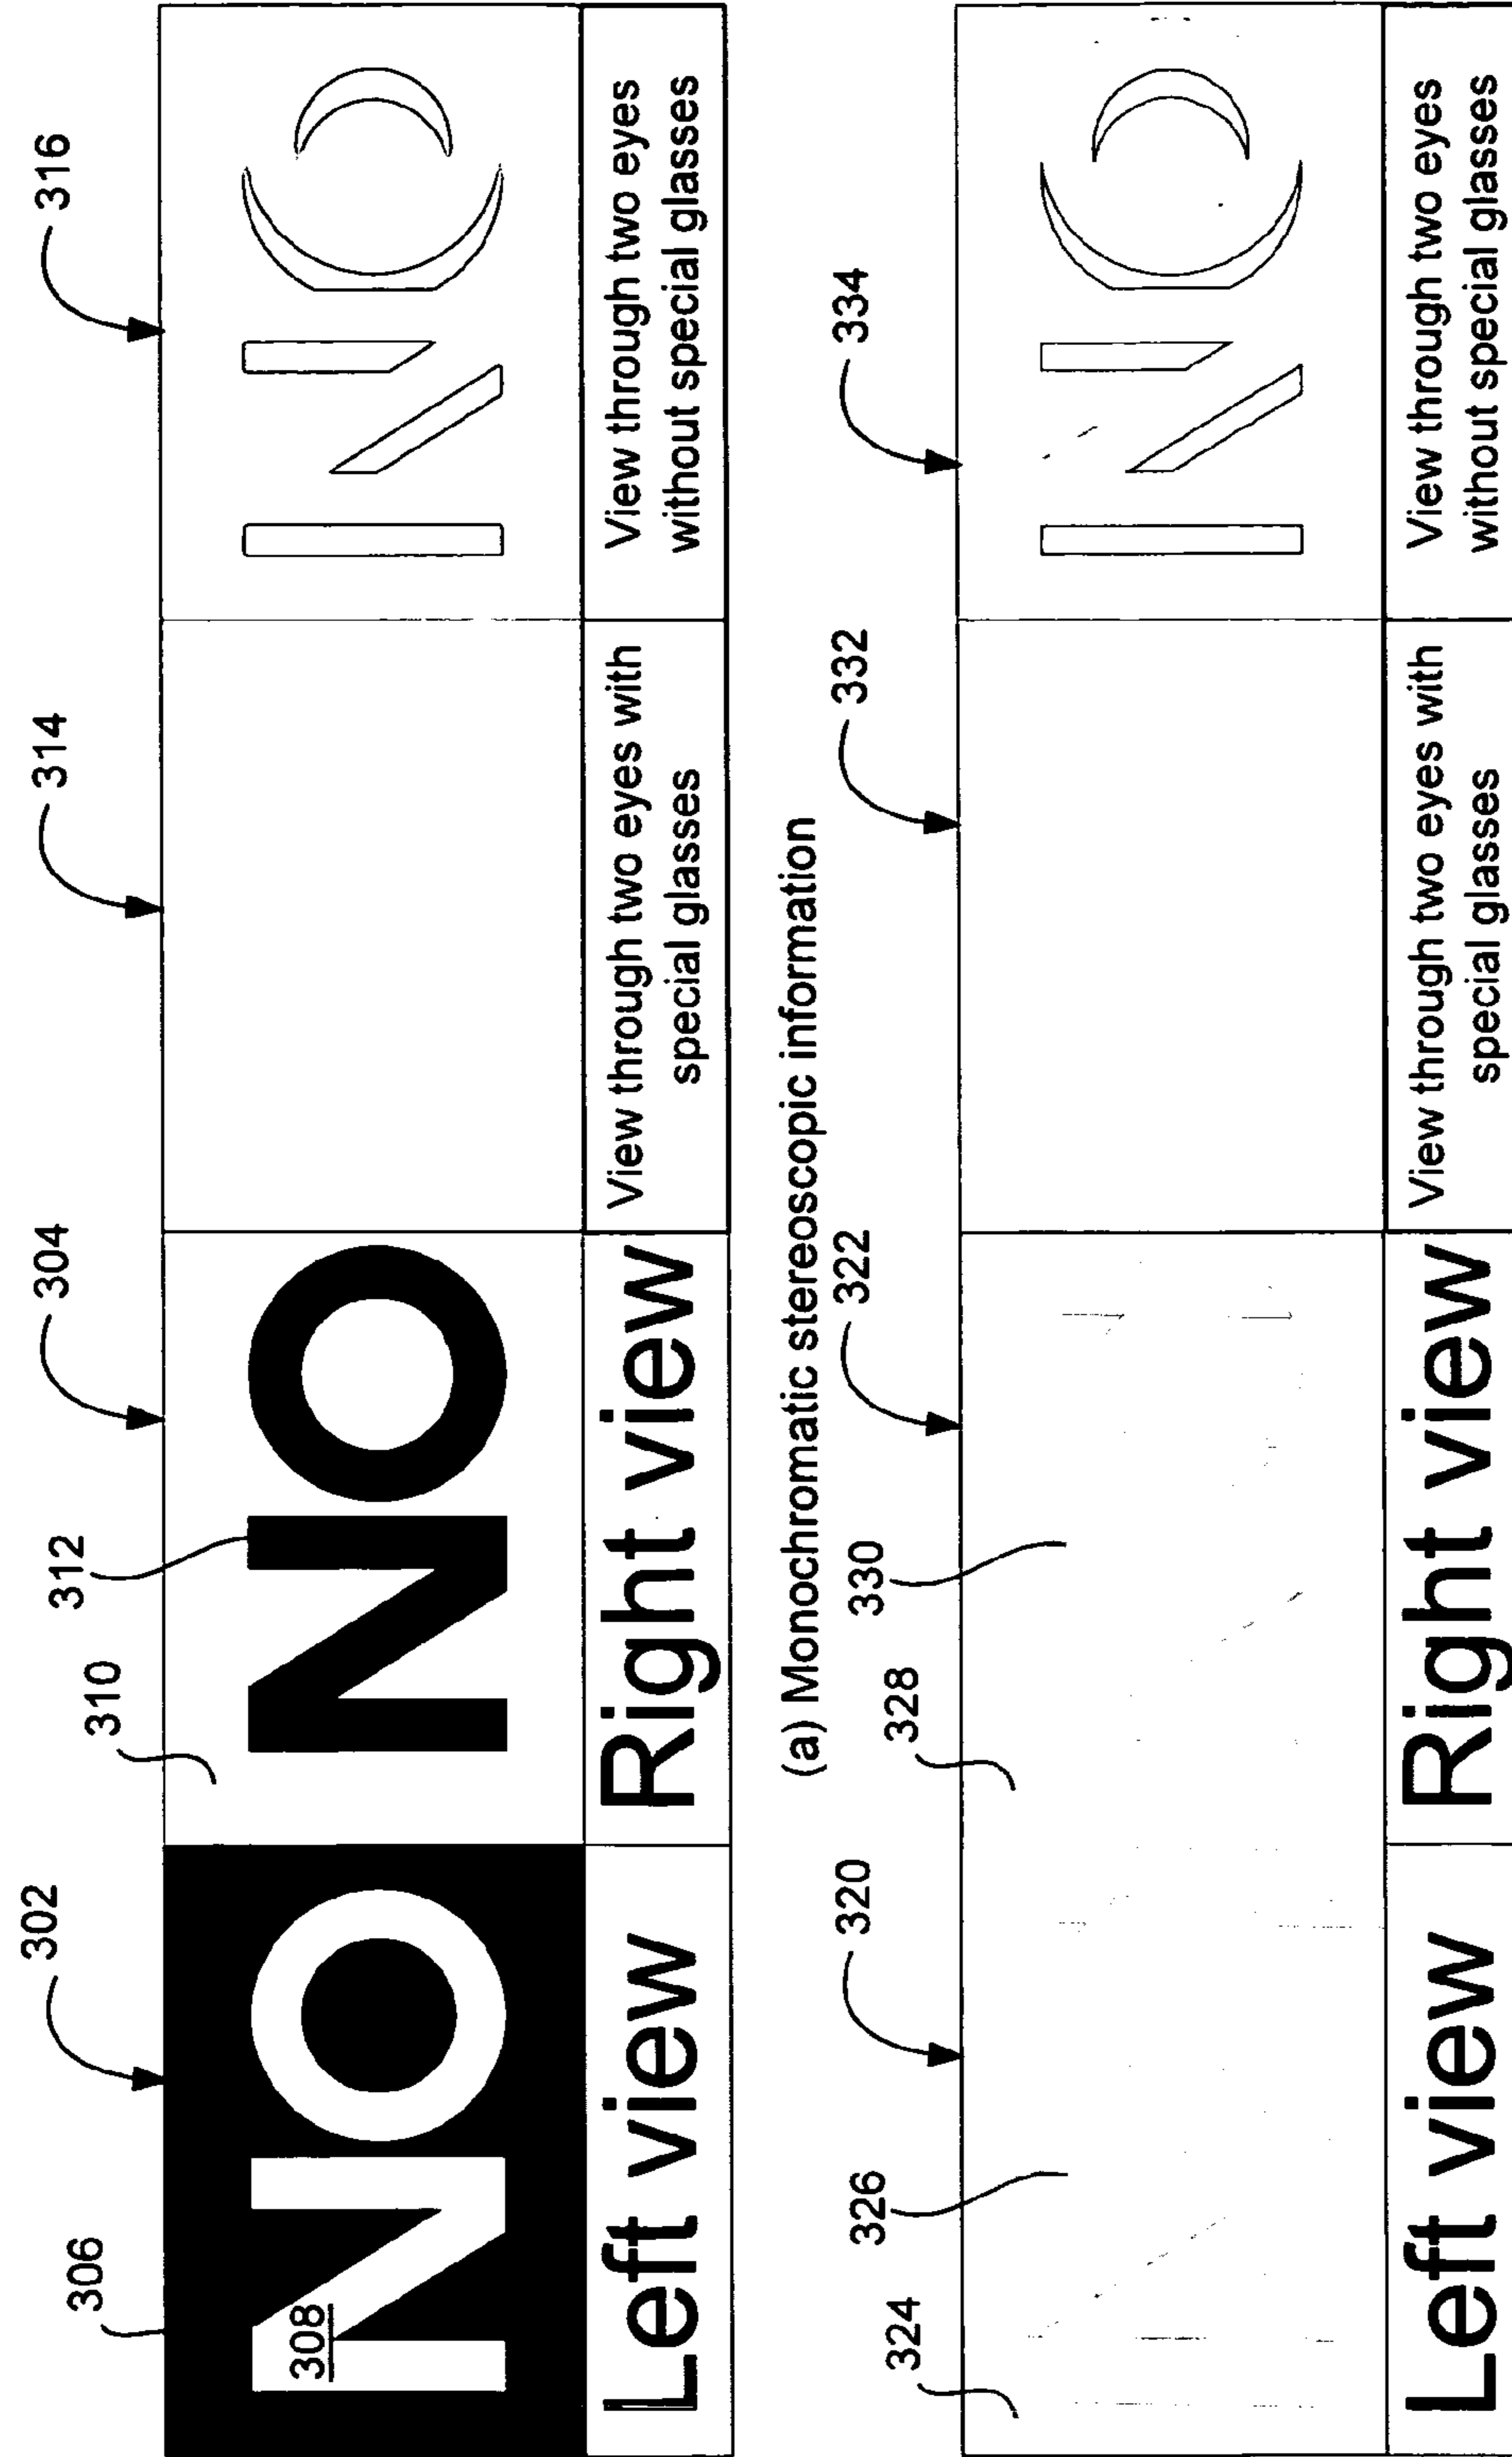 302 304 314 316
306 310 312
NO NO
308
Left view
Right view
View through two eyes with
special glasses
View through two eyes
without special glasses
(a) Monochromatic stereoscopic information
320 322 332 334
324 326 328 330
Left view
Right view
View through two eyes with
special glasses
View through two eyes
without special glasses